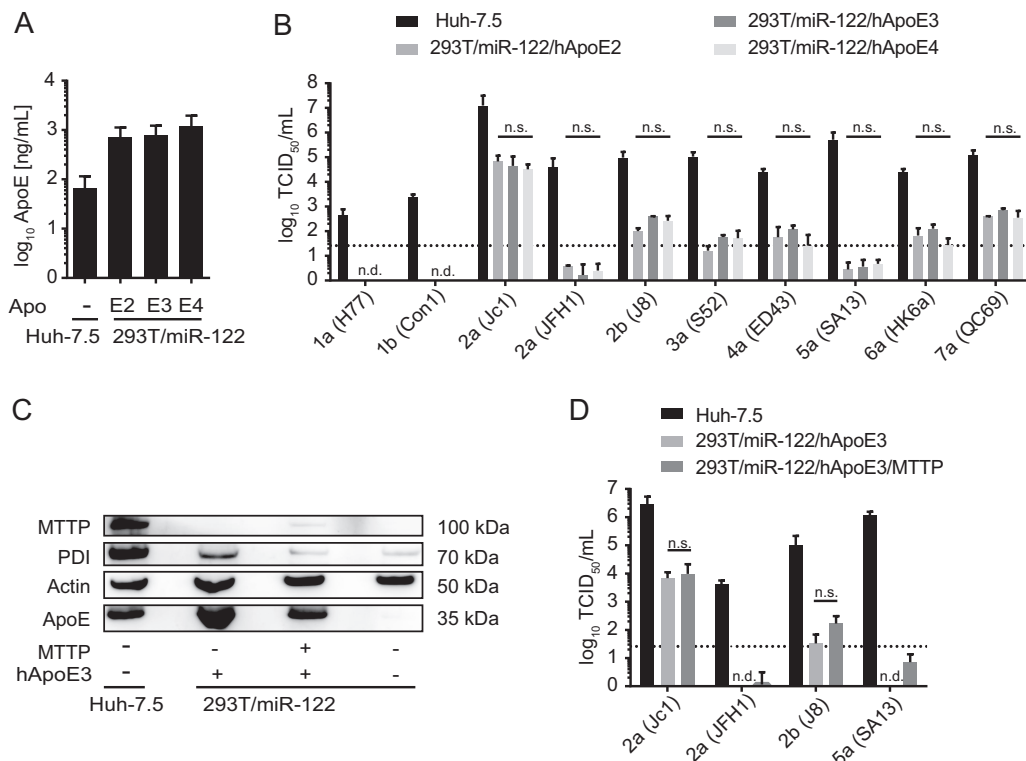 A
log10 ApoE [ng/mL]
4
3
2
1
0
Apo - E2 E3 E4
Huh-7.5 293T/miR-122
B
Huh-7.5
293T/miR-122/hApoE2
293T/miR-122/hApoE3
293T/miR-122/hApoE4
log10 TCID50/mL
8
7
6
5
4
3
2
1
0
n.d.
n.d.
n.s.
n.s.
n.s.
n.s.
n.s.
n.s.
n.s.
n.s.
1a (H77)
1b (Con1)
2a (Jc1)
2a (JFH1)
2b (J8)
3a (S52)
4a (ED43)
5a (SA13)
6a (HK6a)
7a (QC69)
C
MTTP 100 kDa
PDI 70 kDa
Actin 50 kDa
ApoE 35 kDa
MTTP - - + -
hApoE3 - + + -
Huh-7.5 293T/miR-122
D
Huh-7.5
293T/miR-122/hApoE3
293T/miR-122/hApoE3/MTTP
log10 TCID50/mL
7
6
5
4
3
2
1
0
n.s.
n.d.
n.s.
n.d.
2a (Jc1)
2a (JFH1)
2b (J8)
5a (SA13)